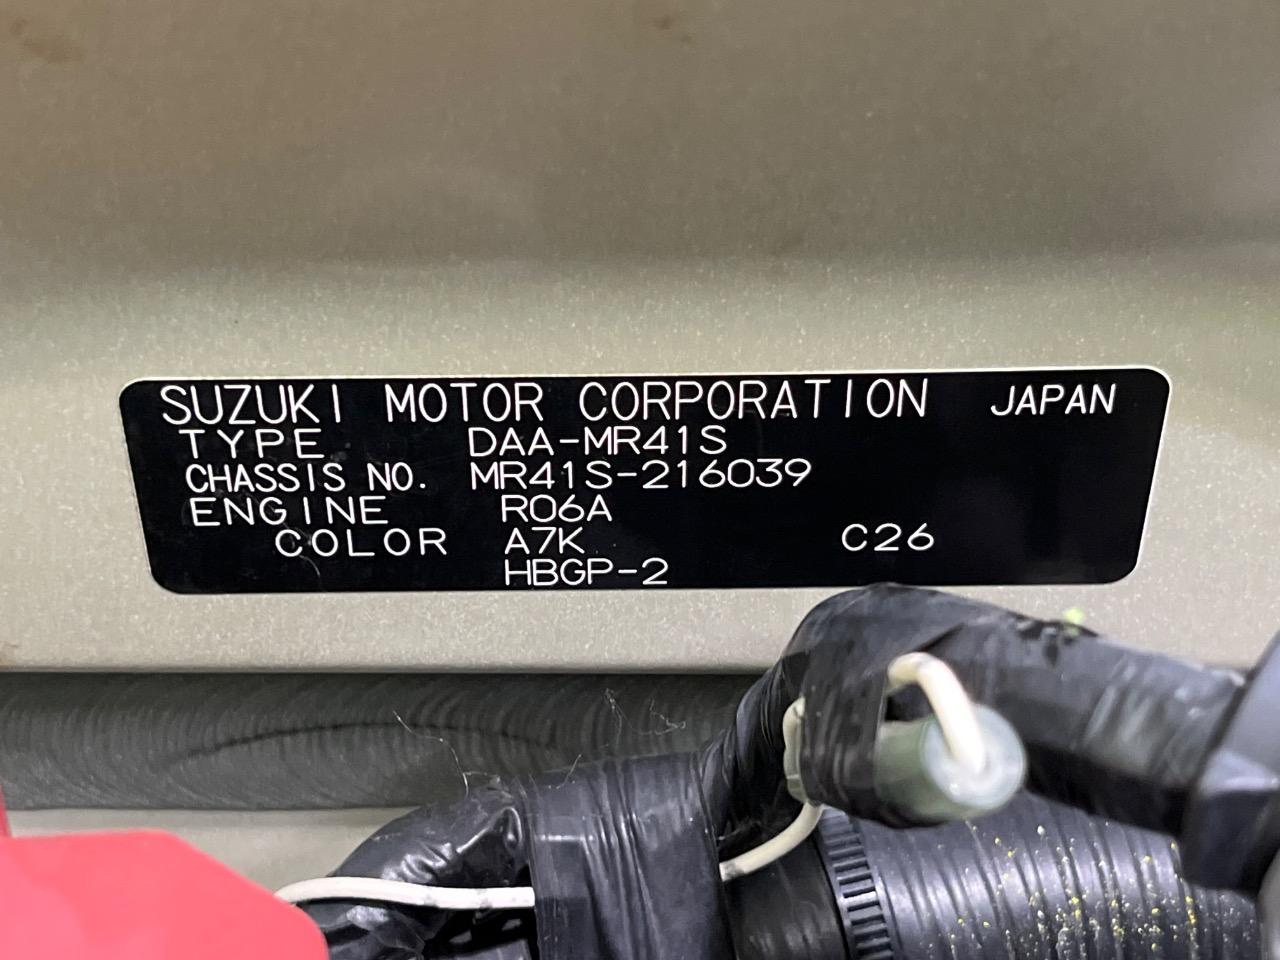 SUZUKI MOTOR CORPORATION JAPAN
TYPE DAA-MR41S
CHASSIS NO. MR41S-216039
ENGINE R06A
COLOR A7K C26
HBGP-2